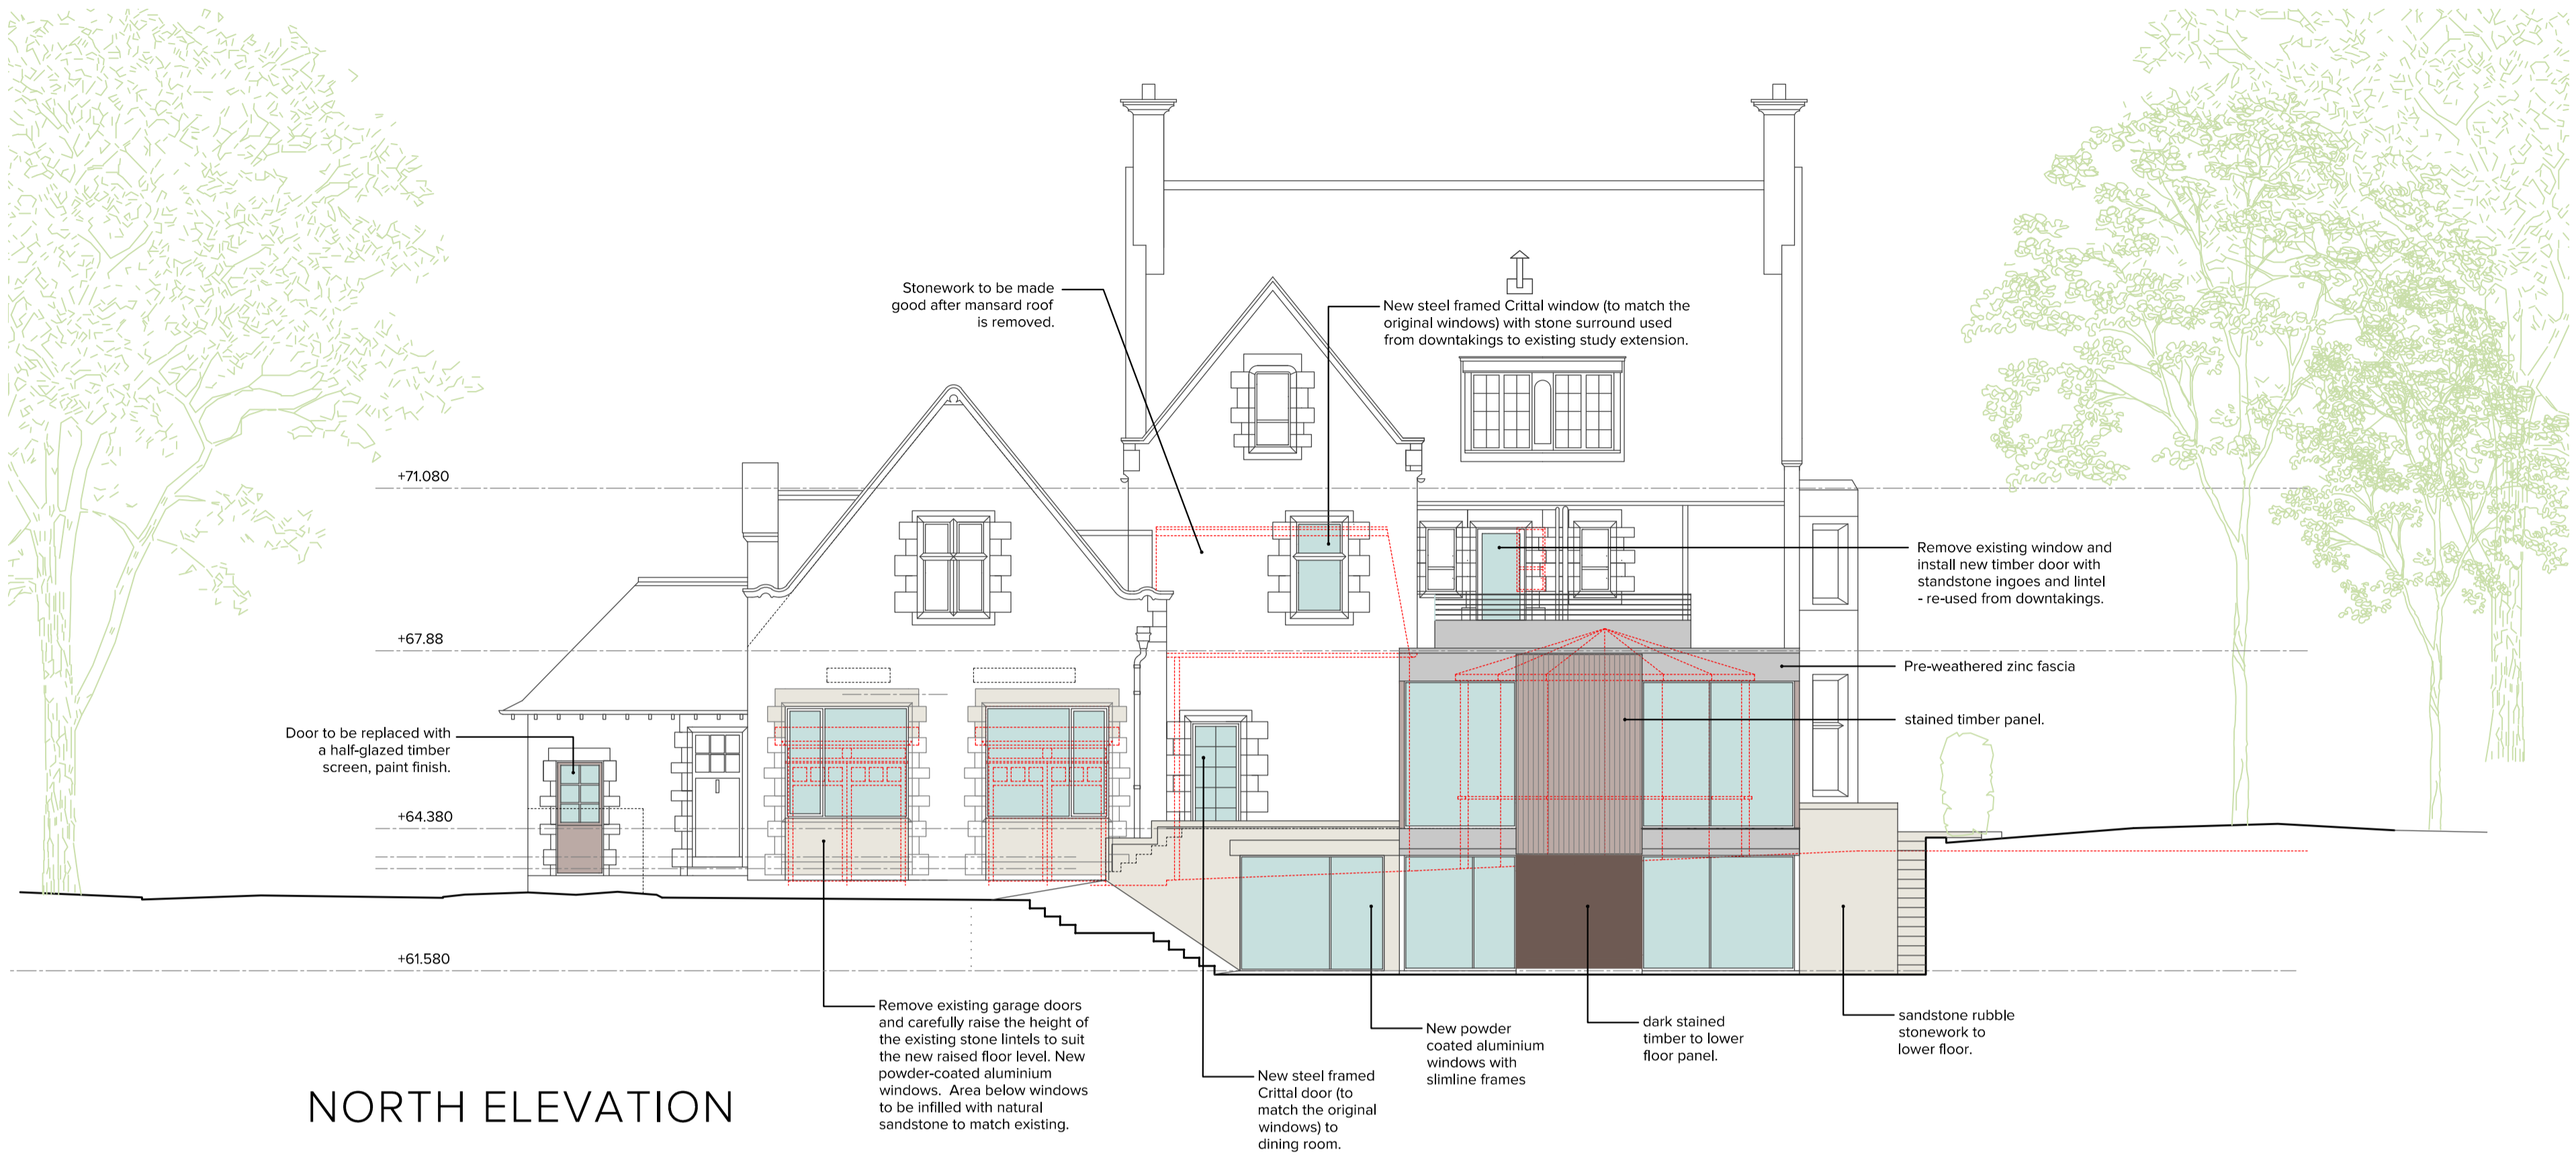 Stonework to be made
good after mansard roof
is removed.
New steel framed Crittal window (to match the
original windows) with stone surround used
from downtakings to existing study extension.
+71.080
Remove existing window and
install new timber door with
standstone ingoes and lintel
- re-used from downtakings.
+67.88
Pre-weathered zinc fascia
stained timber panel.
Door to be replaced with
a half-glazed timber
screen, paint finish.
+64.380
+61.580
Remove existing garage doors
and carefully raise the height of
the existing stone lintels to suit
the new raised floor level. New
powder-coated aluminium
windows. Area below windows
to be infilled with natural
sandstone to match existing.
New steel framed
Crittal door (to
match the original
windows) to
dining room.
New powder
coated aluminium
windows with
slimline frames
dark stained
timber to lower
floor panel.
sandstone rubble
stonework to
lower floor.
NORTH ELEVATION